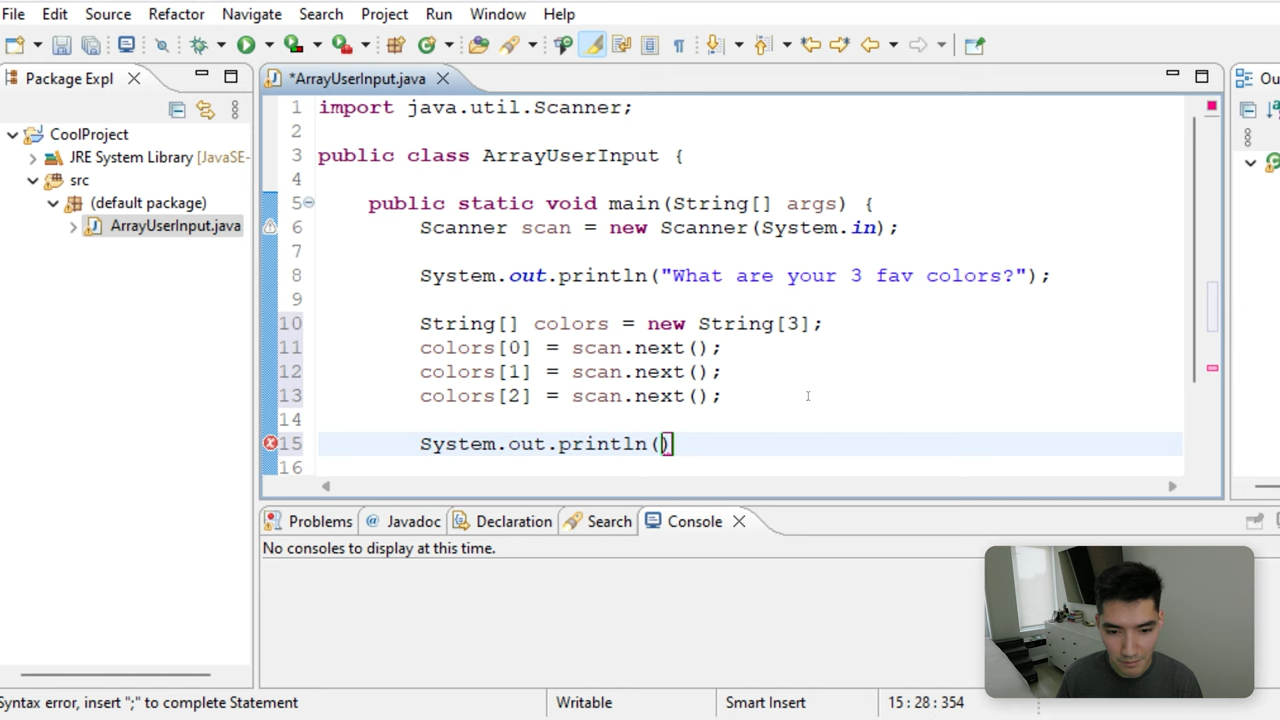 File Edit Source Refactor Navigate Search Project Run Window Help
Package Expl
*ArrayUserInput.java
Ou
CoolProject
JRE System Library [JavaSE-
src
(default package)
ArrayUserInput.java
1 import java.util.Scanner;
2
3 public class ArrayUserInput {
4
5 public static void main(String[] args) {
6 Scanner scan = new Scanner(System.in);
7
8 System.out.println("What are your 3 fav colors?");
9
10 String[] colors = new String[3];
11 colors[0] = scan.next();
12 colors[1] = scan.next();
13 colors[2] = scan.next();
14
15 System.out.println()
16
Problems @ Javadoc Declaration Search Console
No consoles to display at this time.
Syntax error, insert ";" to complete Statement Writable Smart Insert 15 : 28 : 354